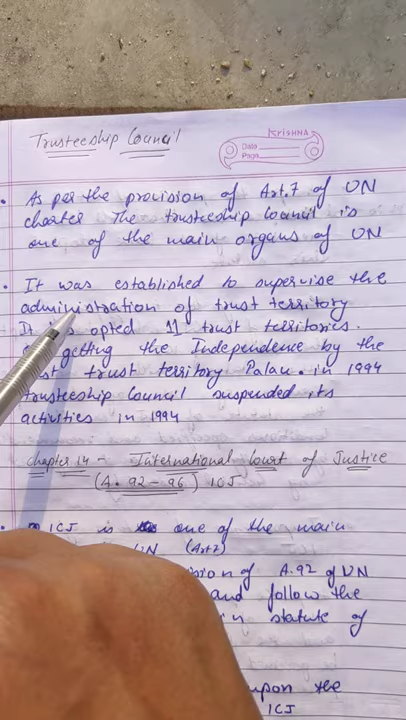 Trusteeship Council
KRISHNA
Date
Page
• As per the provision of Art,7 of UN
charter The trusteeship Council is
one of the main organs of UN
• It was established to supervise the
administration of trust territory
It opted 11 trust territories.
getting the Independence by the
trust territory Palau. in 1994
trusteeship Council suspended its
activities in 1994
Chapter 14 - International Court of Justice
(A. 92-96) ICJ
• ICJ is one of the main
UN (Art7)
of A.92 of UN
and follow the
statute of
upon the
ICJ